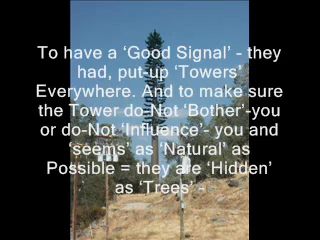 To have a ‘Good Signal’ - they
had, put-up ‘Towers’
Everywhere. And to make sure
the Tower do-Not ‘Bother’-you
or do-Not ‘Influence’- you and
‘seems’ as ‘Natural’ as
Possible = they are ‘Hidden’
as ‘Trees’ -